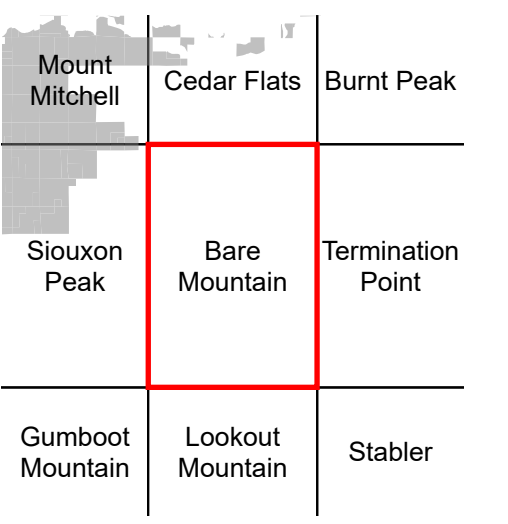 Mount
Mitchell
Cedar Flats
Burnt Peak
Siouxon
Peak
Bare
Mountain
Termination
Point
Gumboot
Mountain
Lookout
Mountain
Stabler